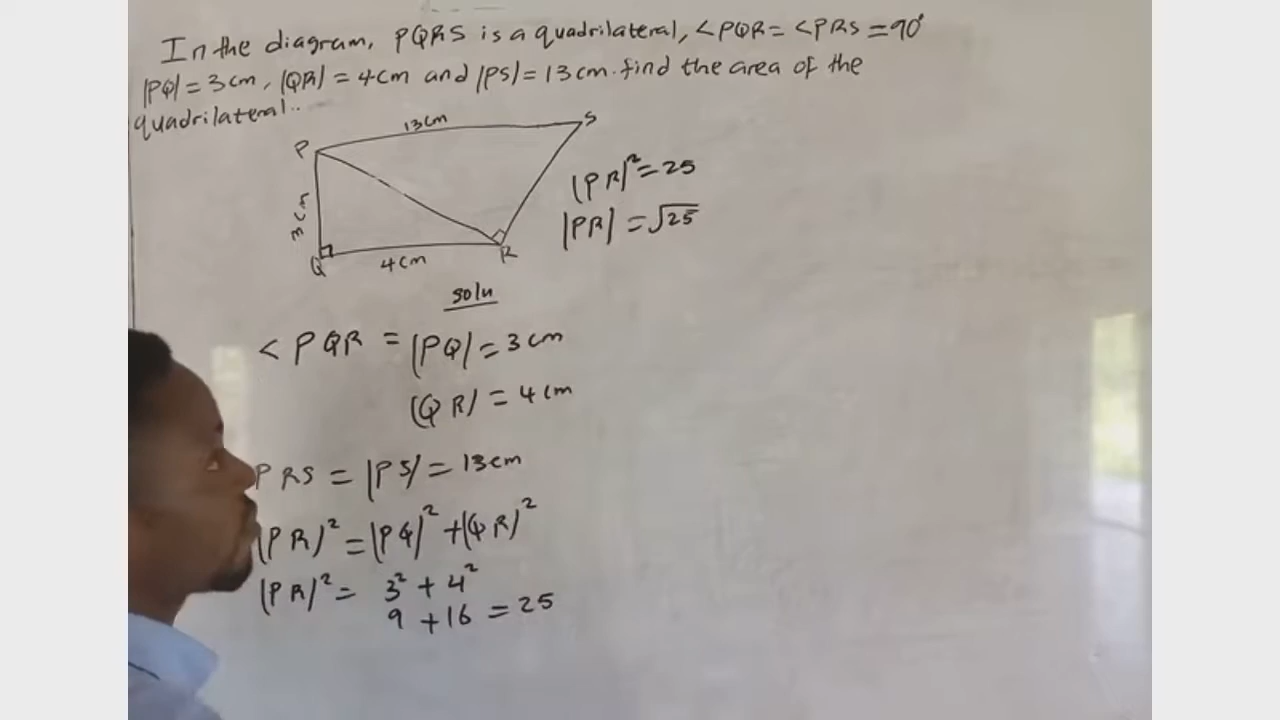 In the diagram, PQRS is a quadrilateral, <PQR = <PRS = 90°
|PQ| = 3cm, |QR| = 4cm and |PS| = 13cm. find the area of the
quadrilateral..
13cm
S
P
3cm
Q
4cm
R
|PR|² = 25
|PR| = √25
soln
< PQR = |PQ| = 3cm
|QR| = 4cm
PRS = |PS| = 13cm
|PR|² = |PQ|² + |QR|²
|PR|² = 3² + 4²
9 + 16 = 25